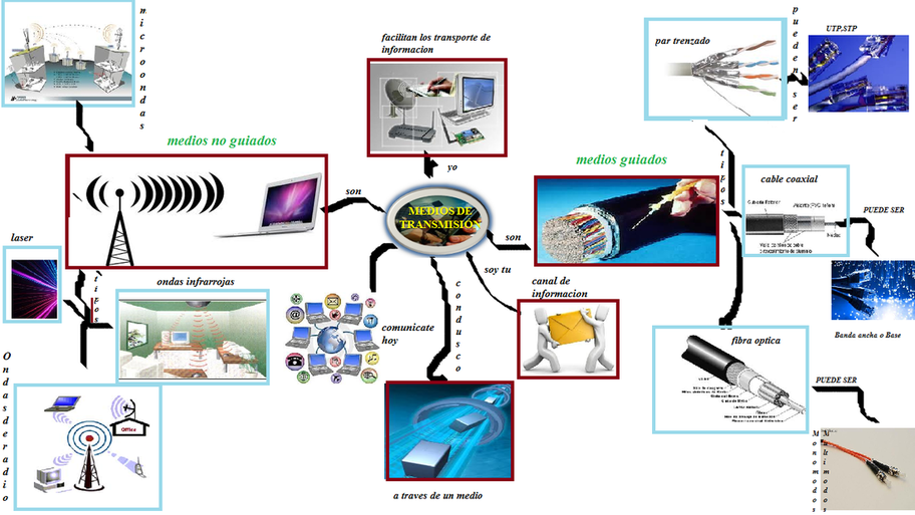 microondas
facilitan los transporte de
informacion
par trenzado
pueden ser
UTP,STP
medios no guiados
yo
medios guiados
tipos
cable coaxial
son
MEDIOS DE
TRANSMISIÓN
PUEDE SER
laser
son
soy tu
ondas infrarrojas
tipos
condusco
canal de
informacion
comunicate
hoy
Banda ancha o Base
fibra optica
Ondas de radio
PUEDE SER
Office
Monomodos
Multimodos
a traves de un medio